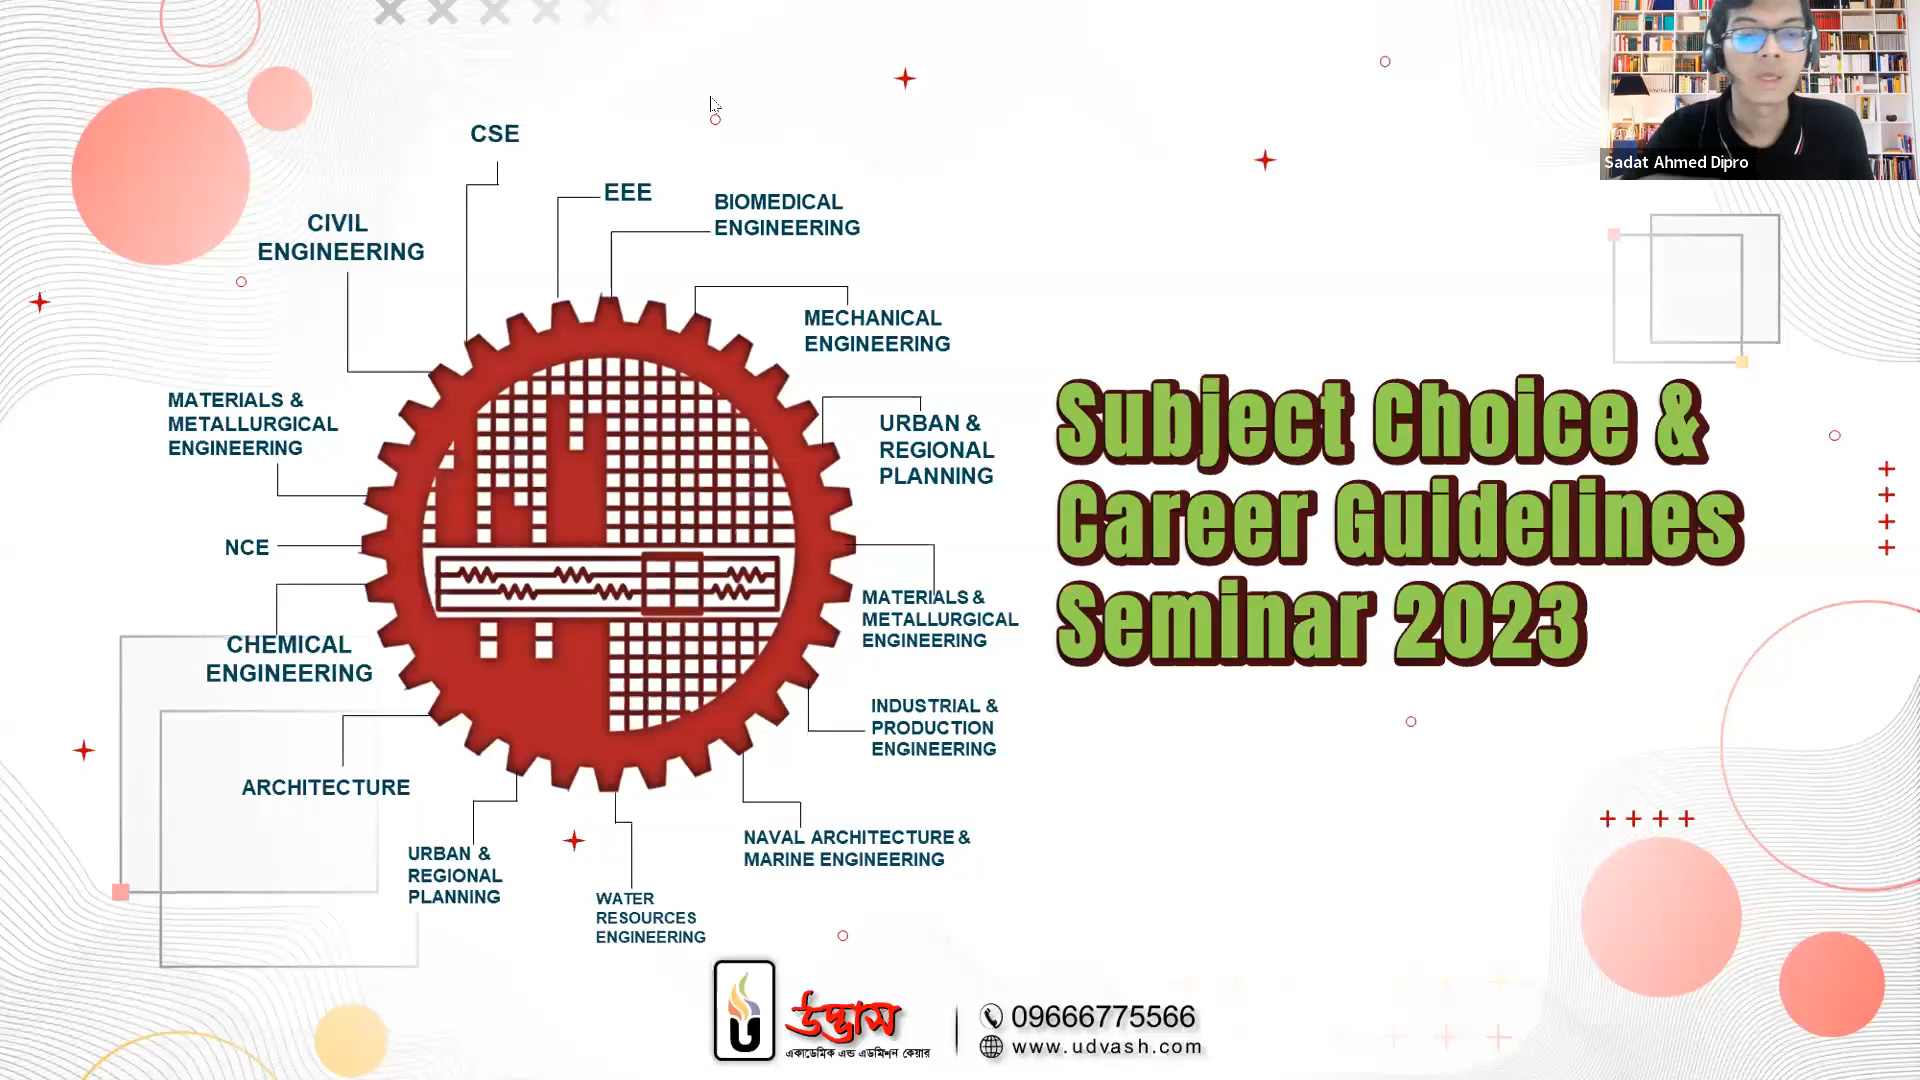 Sadat Ahmed Dipro
CSE
EEE
BIOMEDICAL
ENGINEERING
CIVIL
ENGINEERING
MECHANICAL
ENGINEERING
MATERIALS &
METALLURGICAL
ENGINEERING
URBAN &
REGIONAL
PLANNING
NCE
MATERIALS &
METALLURGICAL
ENGINEERING
CHEMICAL
ENGINEERING
INDUSTRIAL &
PRODUCTION
ENGINEERING
ARCHITECTURE
NAVAL ARCHITECTURE &
MARINE ENGINEERING
URBAN &
REGIONAL
PLANNING
WATER
RESOURCES
ENGINEERING
Subject Choice &
Career Guidelines
Seminar 2023
U
উদ্ভাস
একাডেমিক এন্ড এডমিশন কেয়ার
09666775566
www.udvash.com